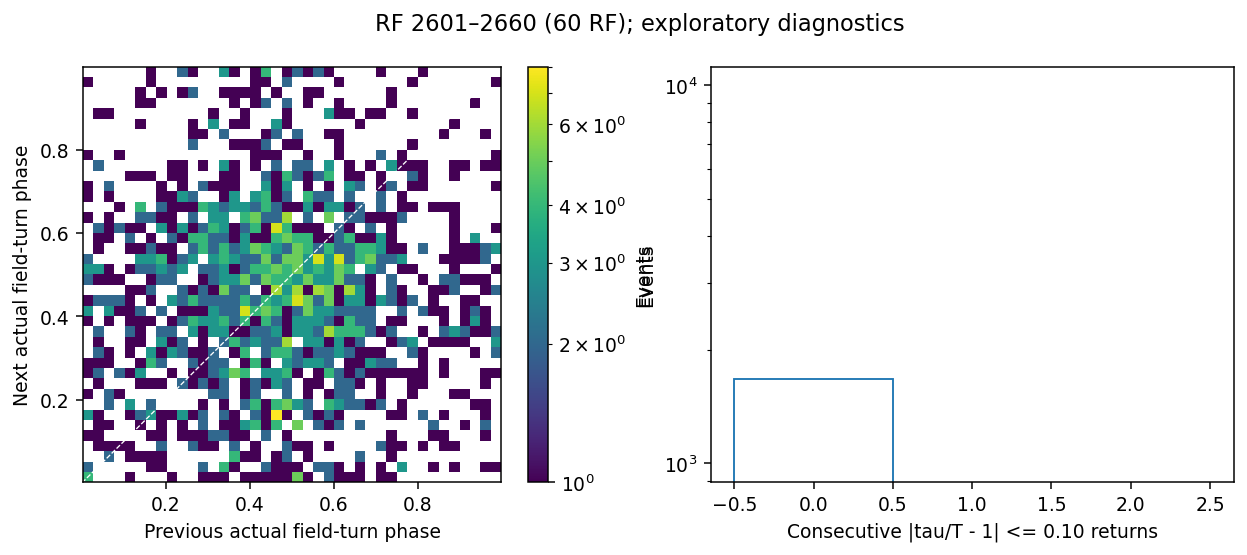 RF 2601–2660 (60 RF); exploratory diagnostics
Next actual field-turn phase
0.8
0.6
0.4
0.2
0.2 0.4 0.6 0.8
Previous actual field-turn phase
6 × 10⁰
4 × 10⁰
3 × 10⁰
2 × 10⁰
10⁰
Events
Events
10⁴
10³
−0.5 0.0 0.5 1.0 1.5 2.0 2.5
Consecutive |tau/T - 1| <= 0.10 returns